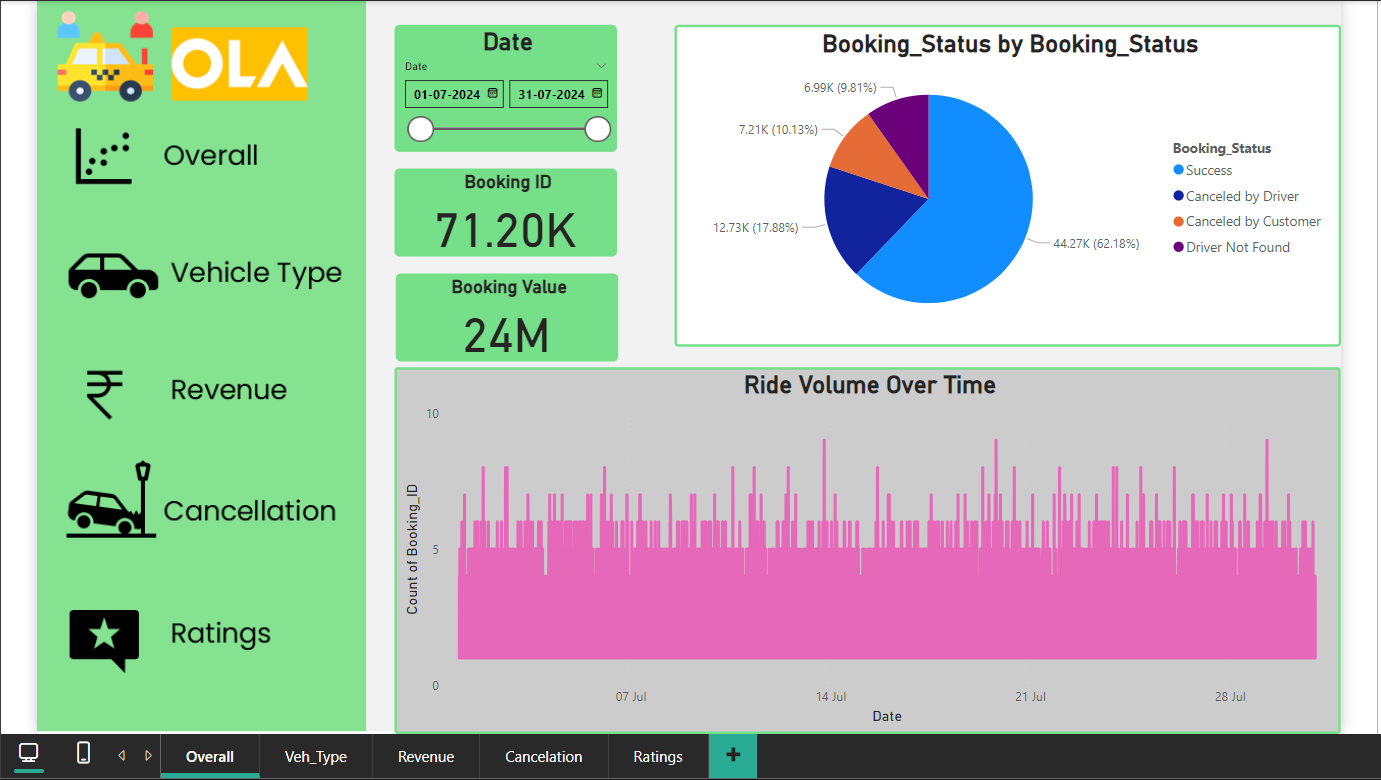 OLA
Overall
Vehicle Type
Revenue
Cancellation
Ratings
Date
Date
01-07-2024
31-07-2024
Booking ID
71.20K
Booking Value
24M
Booking_Status by Booking_Status
6.99K (9.81%)
7.21K (10.13%)
12.73K (17.88%)
44.27K (62.18%)
Booking_Status
Success
Canceled by Driver
Canceled by Customer
Driver Not Found
Ride Volume Over Time
Count of Booking_ID
10
5
0
07 Jul
14 Jul
21 Jul
28 Jul
Date
Overall
Veh_Type
Revenue
Cancelation
Ratings
+